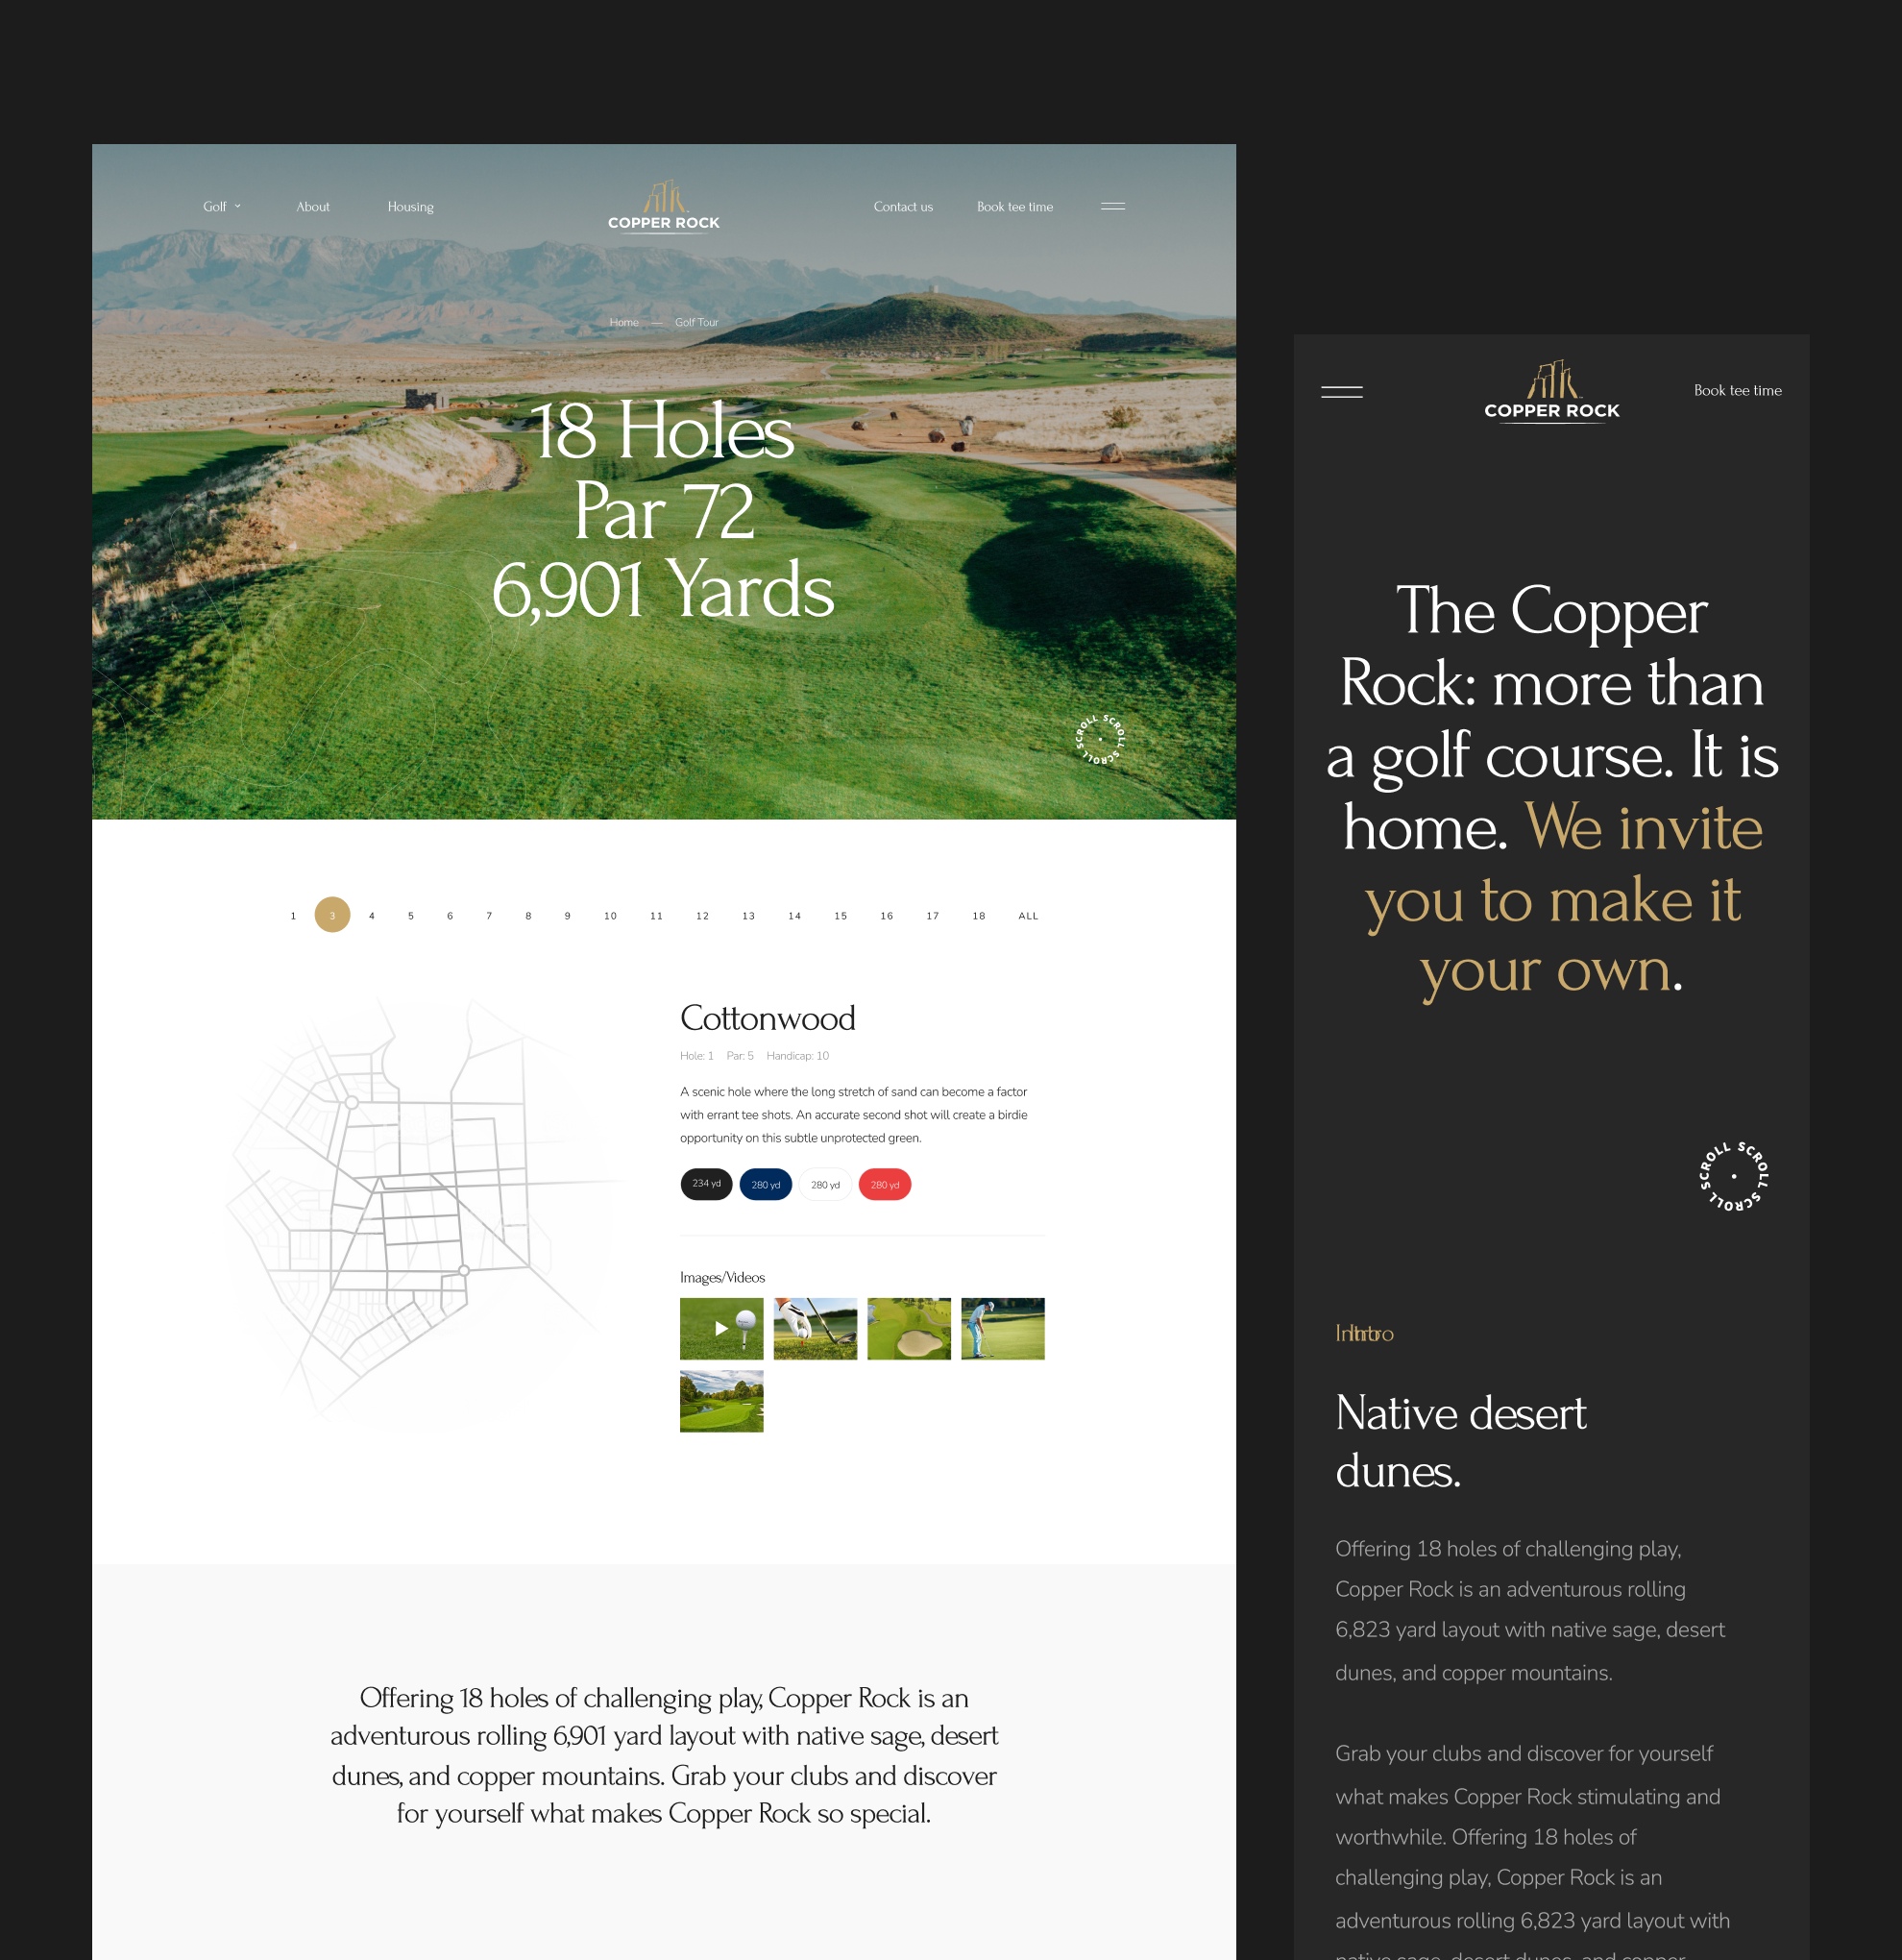 Golf
About
Housing
COPPER ROCK
Contact us
Book tee time
Home — Golf Tour
18 Holes
Par 72
6,901 Yards
SCROLL SCROLL SCROLL SCROLL
1 3 4 5 6 7 8 9 10 11 12 13 14 15 16 17 18 ALL
Cottonwood
Hole: 1 Par: 5 Handicap: 10
A scenic hole where the long stretch of sand can become a factor
with errant tee shots. An accurate second shot will create a birdie
opportunity on this subtle unprotected green.
234 yd 280 yd 280 yd 280 yd
Images/Videos
Offering 18 holes of challenging play, Copper Rock is an
adventurous rolling 6,901 yard layout with native sage, desert
dunes, and copper mountains. Grab your clubs and discover
for yourself what makes Copper Rock so special.
COPPER ROCK
Book tee time
The Copper
Rock: more than
a golf course. It is
home. We invite
you to make it
your own.
SCROLL SCROLL SCROLL SCROLL
Intro
Native desert
dunes.
Offering 18 holes of challenging play,
Copper Rock is an adventurous rolling
6,823 yard layout with native sage, desert
dunes, and copper mountains.
Grab your clubs and discover for yourself
what makes Copper Rock stimulating and
worthwhile. Offering 18 holes of
challenging play, Copper Rock is an
adventurous rolling 6,823 yard layout with
native sage, desert dunes, and copper